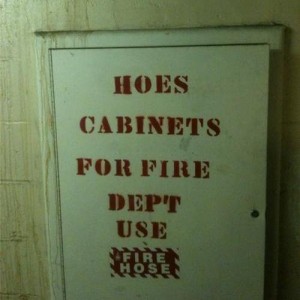 HOES
CABINETS
FOR FIRE
DEPT
USE
FIRE
HOSE